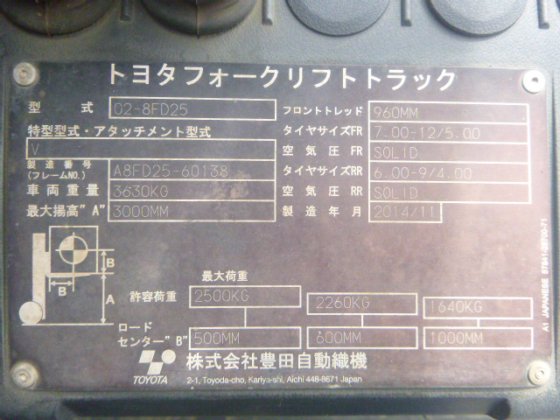 トヨタフォークリフトトラック
型式 02-8FD25 フロントトレッド 960MM
特型型式・アタッチメント型式 タイヤサイズFR 7.00-12/5.00
V 空気圧FR SOLID
製造番号 (フレームNO.) A8FD25-60138 タイヤサイズRR 6.00-9/4.00
車両重量 3630KG 空気圧RR SOLID
最大揚高"A" 3000MM 製造年月 2014/11
B
B
A
最大荷重
許容荷重 2500KG 2260KG 1640KG
ロードセンター"B" 500MM 600MM 1000MM
TOYOTA 株式会社豊田自動織機
2-1, Toyoda-cho, Kariya-shi, Aichi 448-8671 Japan
A1 JAPANESE